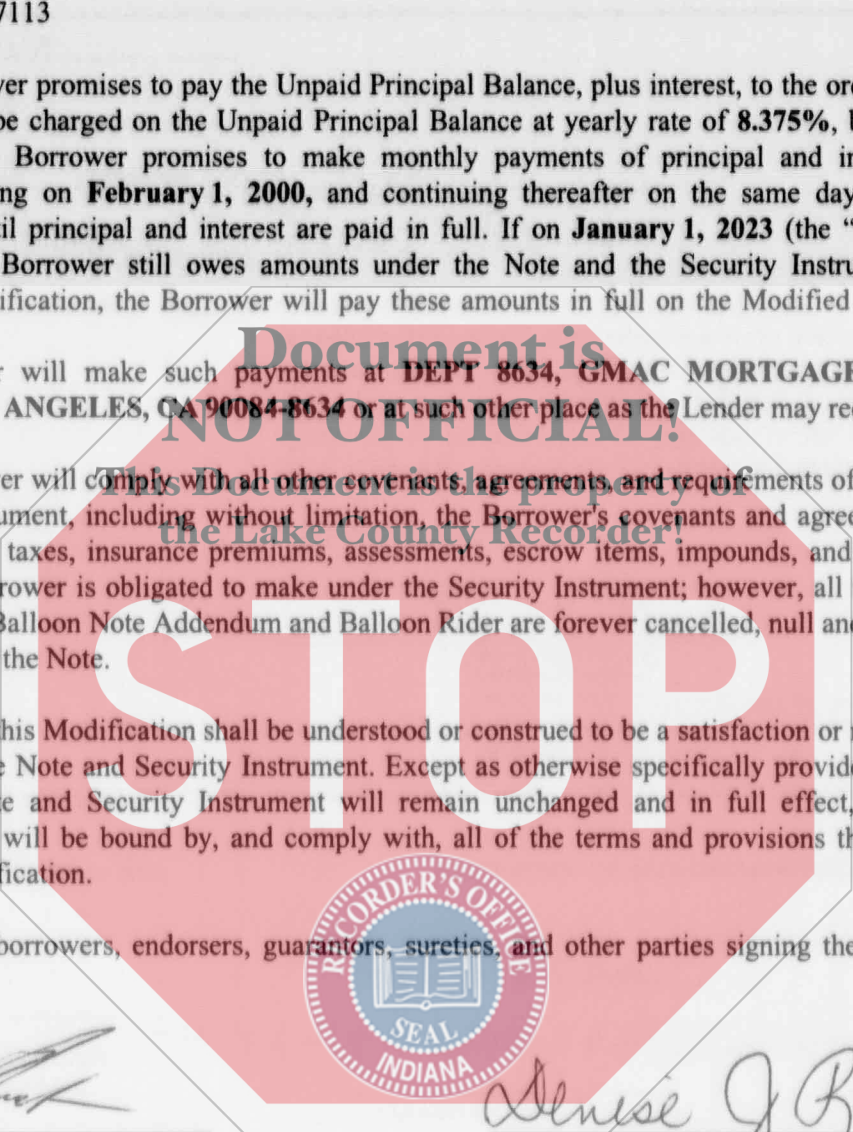 7113
ver promises to pay the Unpaid Principal Balance, plus interest, to the or
be charged on the Unpaid Principal Balance at yearly rate of 8.375%, 
Borrower promises to make monthly payments of principal and in
ng on February 1, 2000, and continuing thereafter on the same day
til principal and interest are paid in full. If on January 1, 2023 (the “
Borrower still owes amounts under the Note and the Security Instru
ification, the Borrower will pay these amounts in full on the Modified
Document is
r will make such payments at DEPT 8634, GMAC MORTGAGE
ANGELES, CA 90084-8634 or at such other place as the Lender may re
NOT OFFICIAL!
er will comply with all other covenants, agreements, and requirements of
This Document is the property of
ument, including without limitation, the Borrower's covenants and agree
the Lake County Recorder!
taxes, insurance premiums, assessments, escrow items, impounds, and
rower is obligated to make under the Security Instrument; however, all
Balloon Note Addendum and Balloon Rider are forever cancelled, null an
the Note.
STOP
his Modification shall be understood or construed to be a satisfaction or
e Note and Security Instrument. Except as otherwise specifically provid
te and Security Instrument will remain unchanged and in full effect,
will be bound by, and comply with, all of the terms and provisions th
fication.
RECORDER'S OFFICE
borrowers, endorsers, guarantors, sureties, and other parties signing the
SEAL
INDIANA
Denise J R